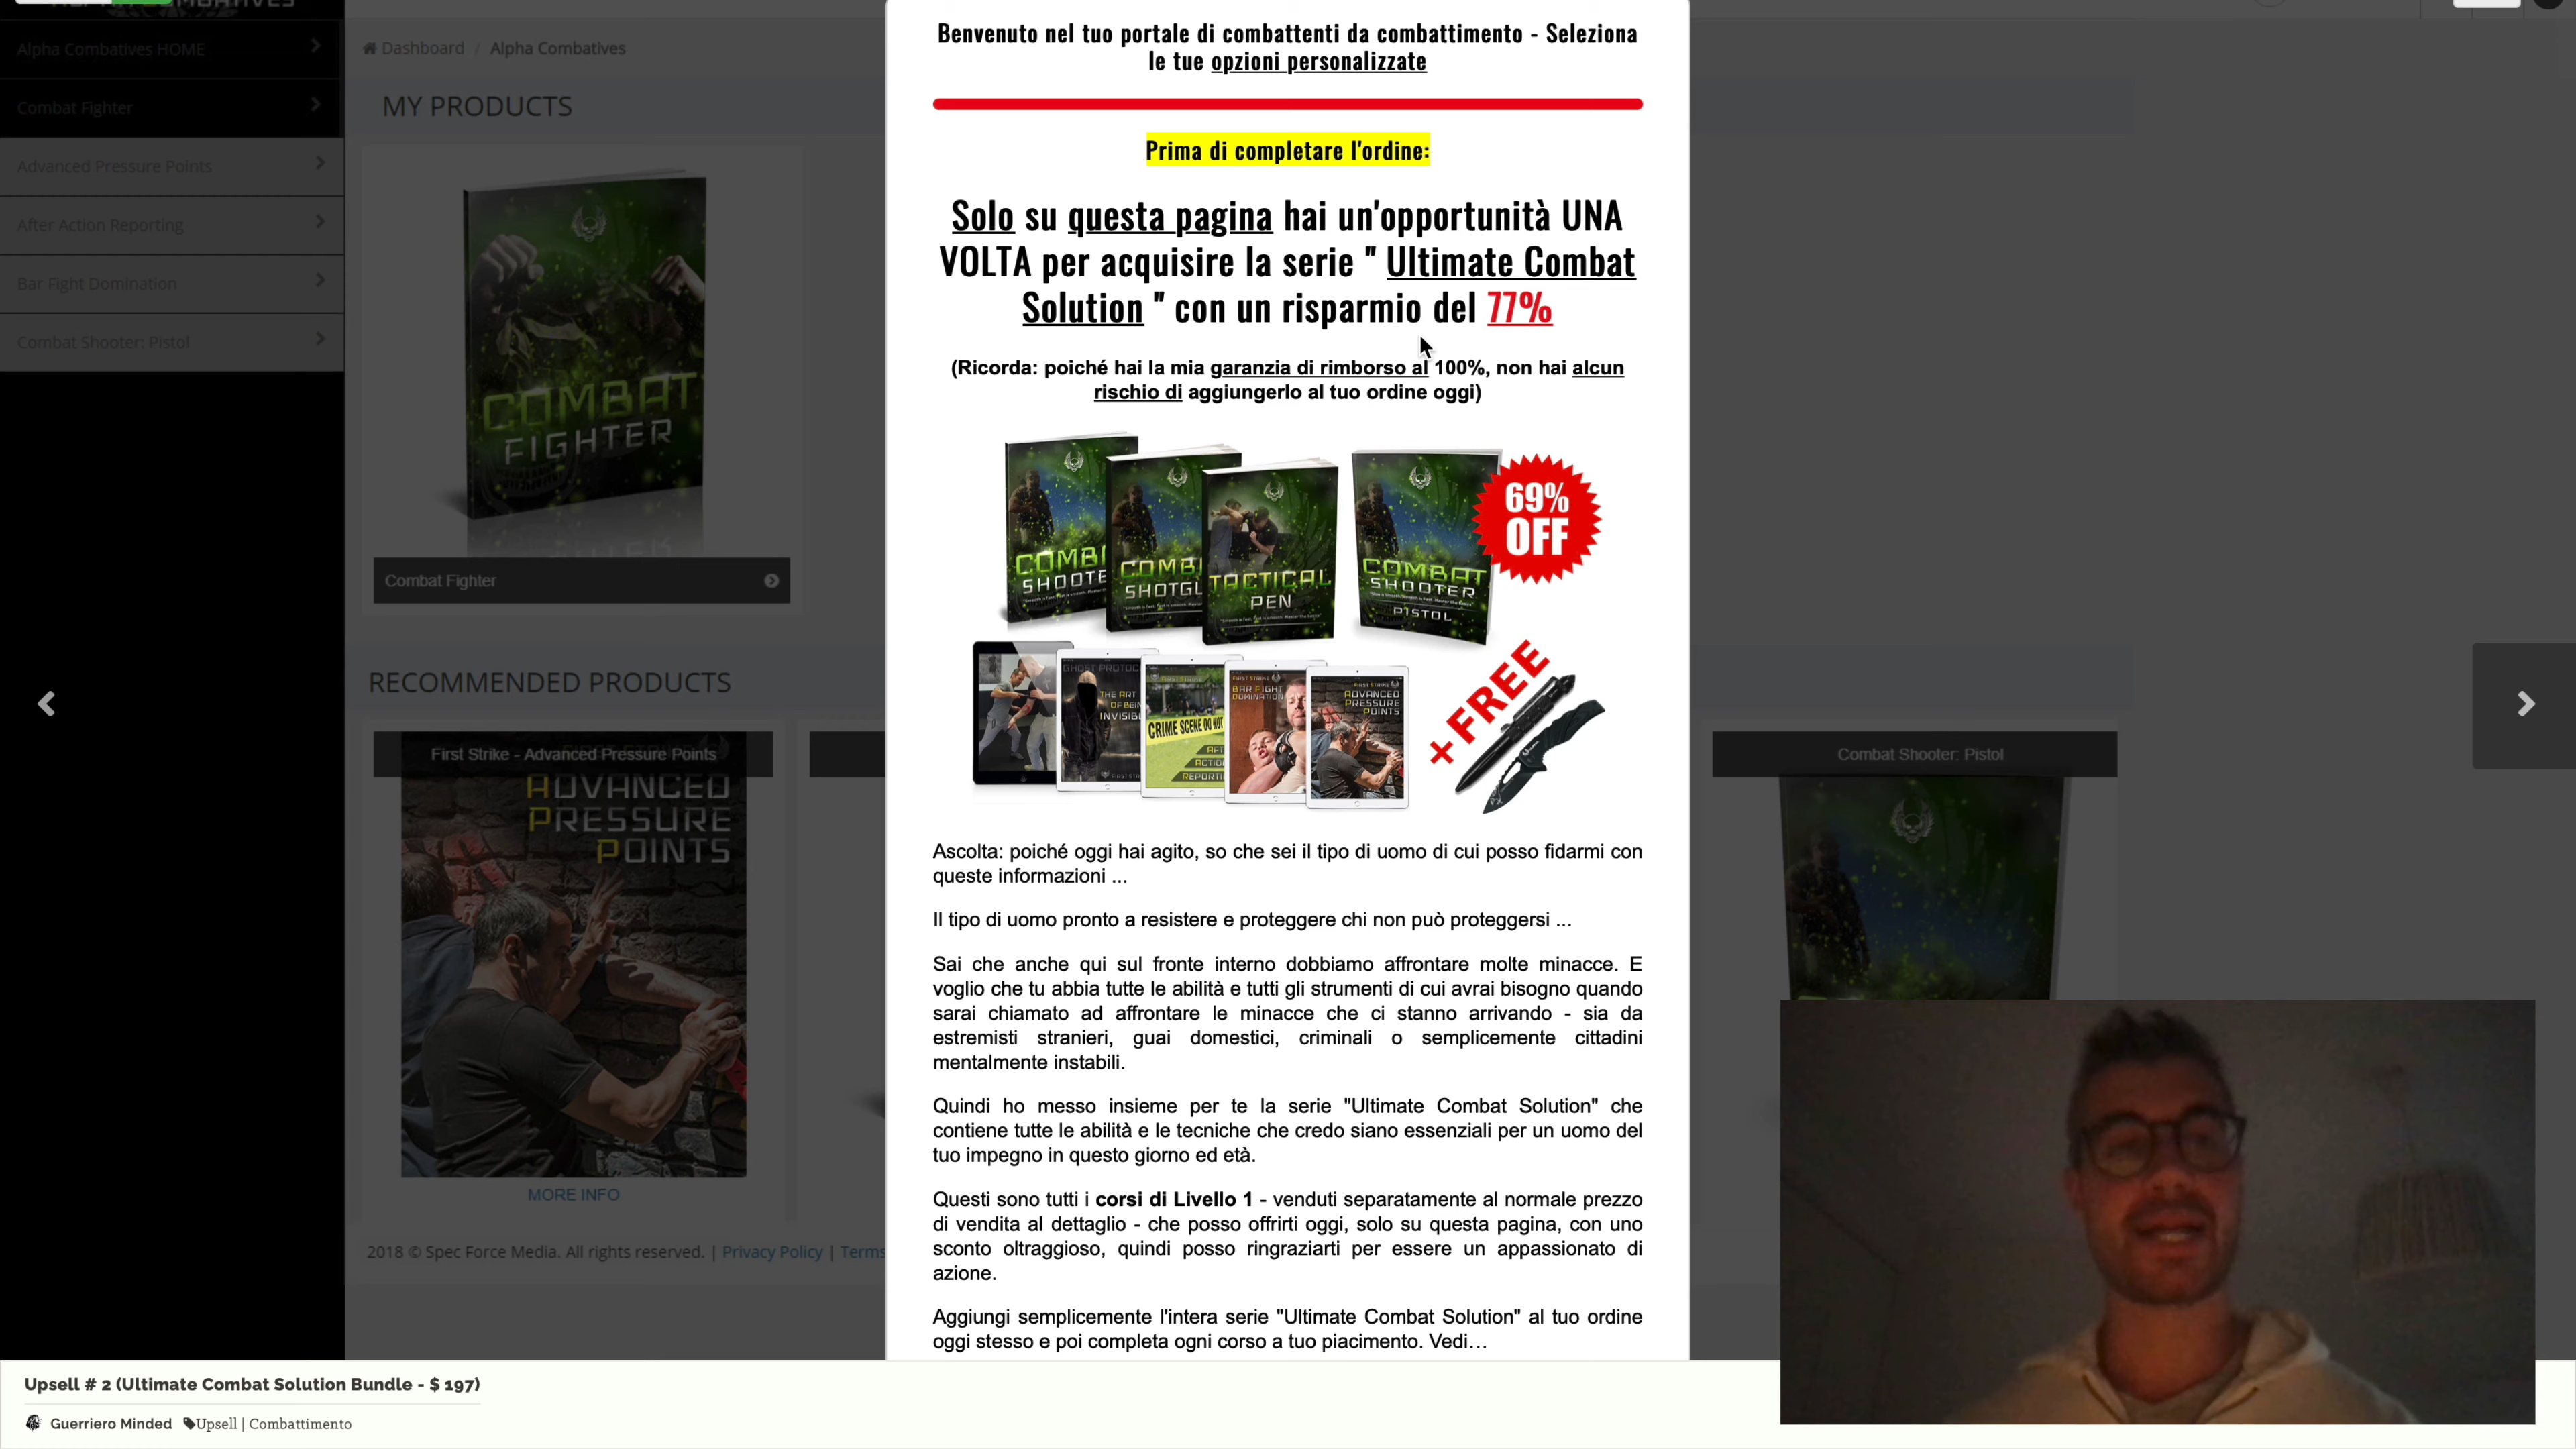 Alpha Combatives HOME
Combat Fighter
Advanced Pressure Points
After Action Reporting
Bar Fight Domination
Combat Shooter: Pistol
Dashboard / Alpha Combatives
MY PRODUCTS
COMBAT
FIGHTER
Combat Fighter
RECOMMENDED PRODUCTS
First Strike - Advanced Pressure Points
ADVANCED
PRESSURE
POINTS
MORE INFO
Combat Shooter: Pistol
2018 © Spec Force Media. All rights reserved. | Privacy Policy | Terms
Benvenuto nel tuo portale di combattenti da combattimento - Seleziona
le tue opzioni personalizzate
Prima di completare l'ordine:
Solo su questa pagina hai un'opportunità UNA
VOLTA per acquisire la serie " Ultimate Combat
Solution " con un risparmio del 77%
(Ricorda: poiché hai la mia garanzia di rimborso al 100%, non hai alcun
rischio di aggiungerlo al tuo ordine oggi)
69%
OFF
TACTICAL
PEN
COMBAT
SHOOTER
PISTOL
THE ART
CRIME SCENE DO NOT
FIRST STRIKE
BAR FIGHT
DOMINATION
ADVANCED
PRESSURE
POINTS
+FREE
Ascolta: poiché oggi hai agito, so che sei il tipo di uomo di cui posso fidarmi con
queste informazioni ...
Il tipo di uomo pronto a resistere e proteggere chi non può proteggersi ...
Sai che anche qui sul fronte interno dobbiamo affrontare molte minacce. E
voglio che tu abbia tutte le abilità e tutti gli strumenti di cui avrai bisogno quando
sarai chiamato ad affrontare le minacce che ci stanno arrivando - sia da
estremisti stranieri, guai domestici, criminali o semplicemente cittadini
mentalmente instabili.
Quindi ho messo insieme per te la serie "Ultimate Combat Solution" che
contiene tutte le abilità e le tecniche che credo siano essenziali per un uomo del
tuo impegno in questo giorno ed età.
Questi sono tutti i corsi di Livello 1 - venduti separatamente al normale prezzo
di vendita al dettaglio - che posso offrirti oggi, solo su questa pagina, con uno
sconto oltraggioso, quindi posso ringraziarti per essere un appassionato di
azione.
Aggiungi semplicemente l'intera serie "Ultimate Combat Solution" al tuo ordine
oggi stesso e poi completa ogni corso a tuo piacimento. Vedi...
Upsell # 2 (Ultimate Combat Solution Bundle - $ 197)
Guerriero Minded Upsell | Combattimento